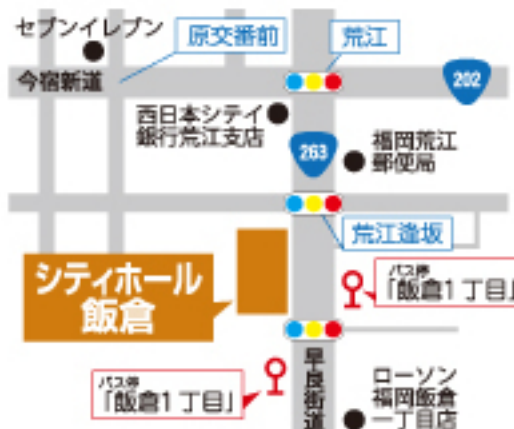 セブンイレブン
原交番前
荒江
今宿新道
202
西日本シテイ
銀行荒江支店
263
福岡荒江
郵便局
荒江逢坂
シティホール
飯倉
バス停
「飯倉1丁目」
バス停
「飯倉1丁目」
早良街道
ローソン
福岡飯倉
一丁目店